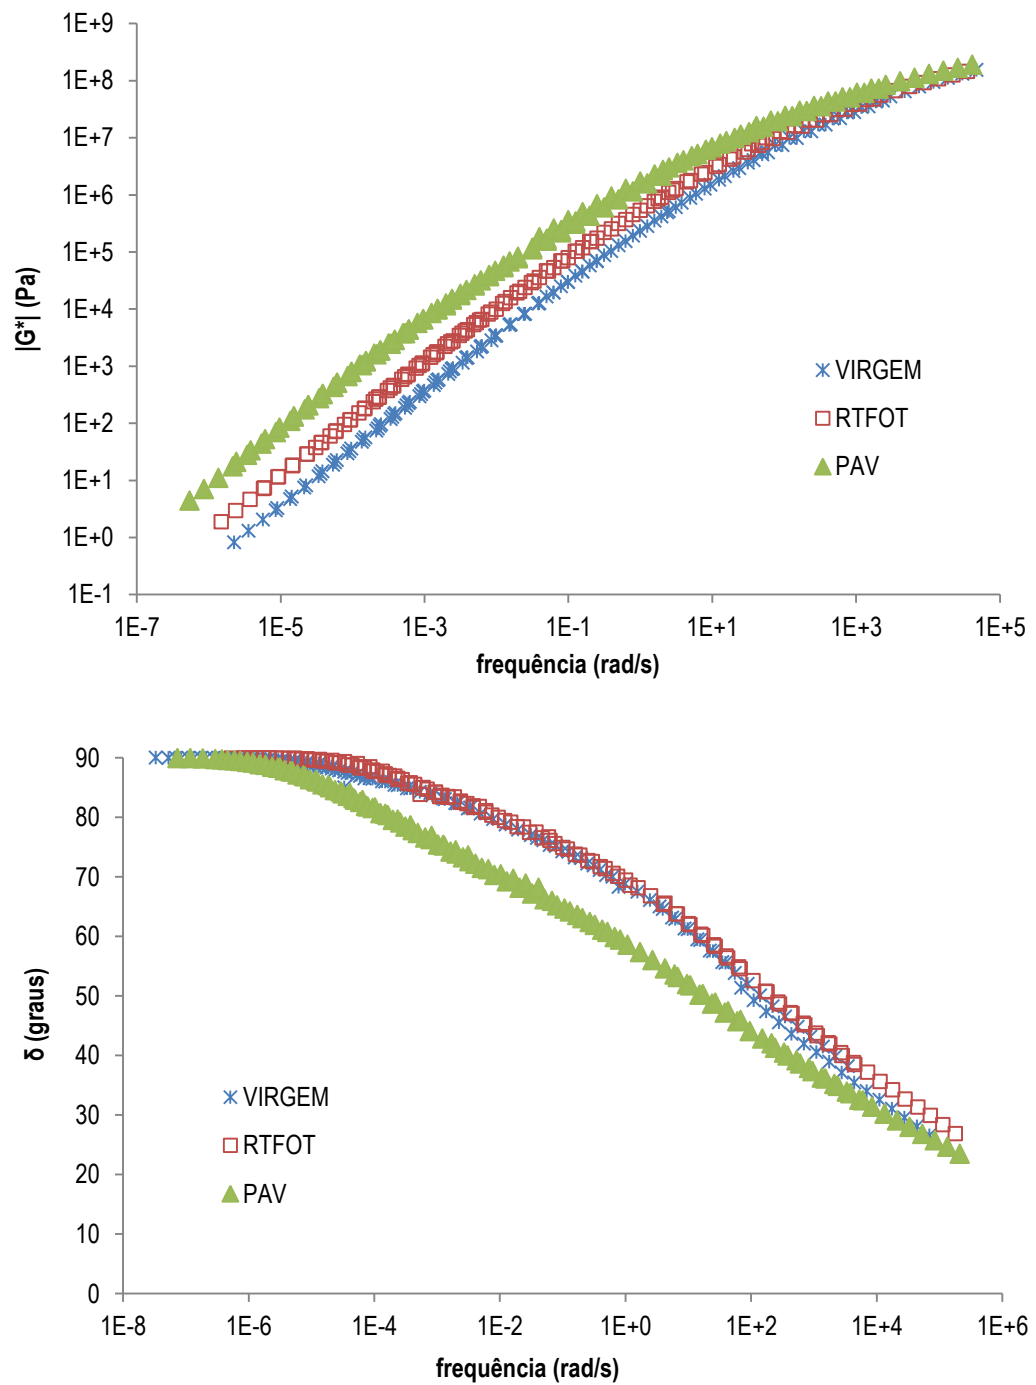 1E+9
1E+8
1E+7
1E+6
1E+5
1E+4
1E+3
1E+2
1E+1
1E+0
1E-1
|G*| (Pa)
VIRGEM
RTFOT
PAV
1E-7 1E-5 1E-3 1E-1 1E+1 1E+3 1E+5
frequência (rad/s)
90
80
70
60
50
40
30
20
10
0
δ (graus)
VIRGEM
RTFOT
PAV
1E-8 1E-6 1E-4 1E-2 1E+0 1E+2 1E+4 1E+6
frequência (rad/s)